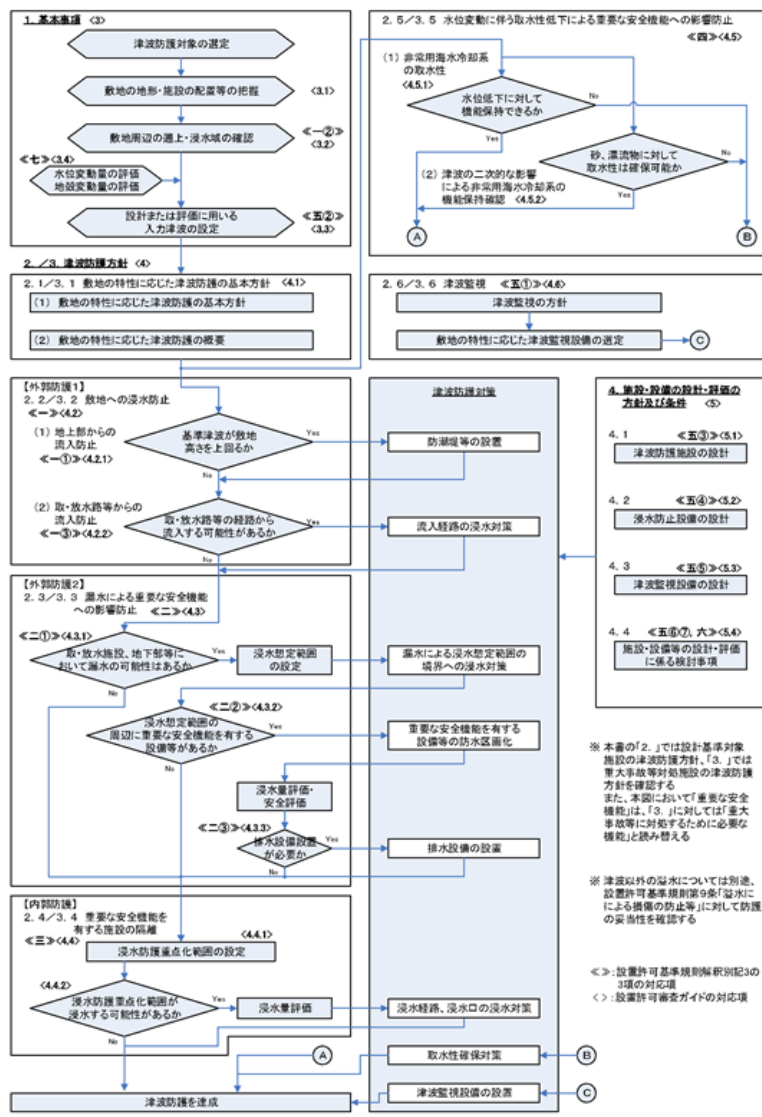 1. 基本事項 <3>
津波防護対象の選定
敷地の地形・施設の配置等の把握
<3.1>
敷地周辺の遡上・浸水域の確認
≪一②≫
<3.2>
≪七≫<3.4>
水位変動量の評価
地殻変動量の評価
設計または評価に用いる
入力津波の設定
≪五②≫
<3.3>
2. /3. 津波防護方針 <4>
2.1/3.1 敷地の特性に応じた津波防護の基本方針 <4.1>
(1) 敷地の特性に応じた津波防護の基本方針
(2) 敷地の特性に応じた津波防護の概要
2.5/3.5 水位変動に伴う取水性低下による重要な安全機能への影響防止
≪四≫<4.5>
(1) 非常用海水冷却系
の取水性
<4.5.1>
水位低下に対して
機能保持できるか
No
Yes
砂、漂流物に対して
取水性は確保可能か
No
Yes
(2) 津波の二次的な影響
による非常用海水冷却系の
機能保持確認 <4.5.2>
A
B
2.6/3.6 津波監視 ≪五①≫<4.6>
津波監視の方針
敷地の特性に応じた津波監視設備の選定
C
【外郭防護1】
2.2/3.2 敷地への浸水防止
≪一≫<4.2>
(1) 地上部からの
流入防止
≪一①≫<4.2.1>
基準津波が敷地
高さを上回るか
Yes
No
(2) 取・放水路等からの
流入防止
≪一③≫<4.2.2>
取・放水路等の経路から
流入する可能性があるか
Yes
No
津波防護対策
防潮堤等の設置
流入経路の浸水対策
【外郭防護2】
2.3/3.3 漏水による重要な安全機能
への影響防止 ≪二≫<4.3>
≪二①≫<4.3.1>
取・放水施設、地下部等に
おいて漏水の可能性はあるか
Yes
No
浸水想定範囲
の設定
漏水による浸水想定範囲の
境界への浸水対策
≪二②≫<4.3.2>
浸水想定範囲の
周辺に重要な安全機能を有する
設備等があるか
Yes
No
重要な安全機能を有する
設備等の防水区画化
浸水量評価・
安全評価
≪二③≫<4.3.3>
排水設備設置
が必要か
Yes
No
排水設備の設置
【内郭防護】
2.4/3.4 重要な安全機能を
有する施設の隔離
≪三≫<4.4>
<4.4.1>
浸水防護重点化範囲の設定
<4.4.2>
浸水防護重点化範囲が
浸水する可能性があるか
Yes
No
浸水量評価
浸水経路、浸水口の浸水対策
A
取水性確保対策
B
津波防護を達成
津波監視設備の設置
C
4. 施設・設備の設計・評価の
方針及び条件 <5>
4.1 ≪五③≫<5.1>
津波防護施設の設計
4.2 ≪五④≫<5.2>
浸水防止設備の設計
4.3 ≪五⑤≫<5.3>
津波監視設備の設計
4.4 ≪五⑥⑦, 六≫<5.4>
施設・設備等の設計・評価
に係る検討事項
※ 本書の「2. 」では設計基準対象
施設の津波防護方針、「3. 」では
重大事故等対処施設の津波防護
方針を確認する
また、本図において「重要な安全
機能」は、「3. 」に対しては「重大
事故等に対処するために必要な
機能」と読み替える
※ 津波以外の溢水については別途、
設置許可基準規則第9条「溢水に
による損傷の防止等」に対して防護
の妥当性を確認する
≪ ≫:設置許可基準規則解釈別記3の
3項の対応項
< >:設置許可審査ガイドの対応項